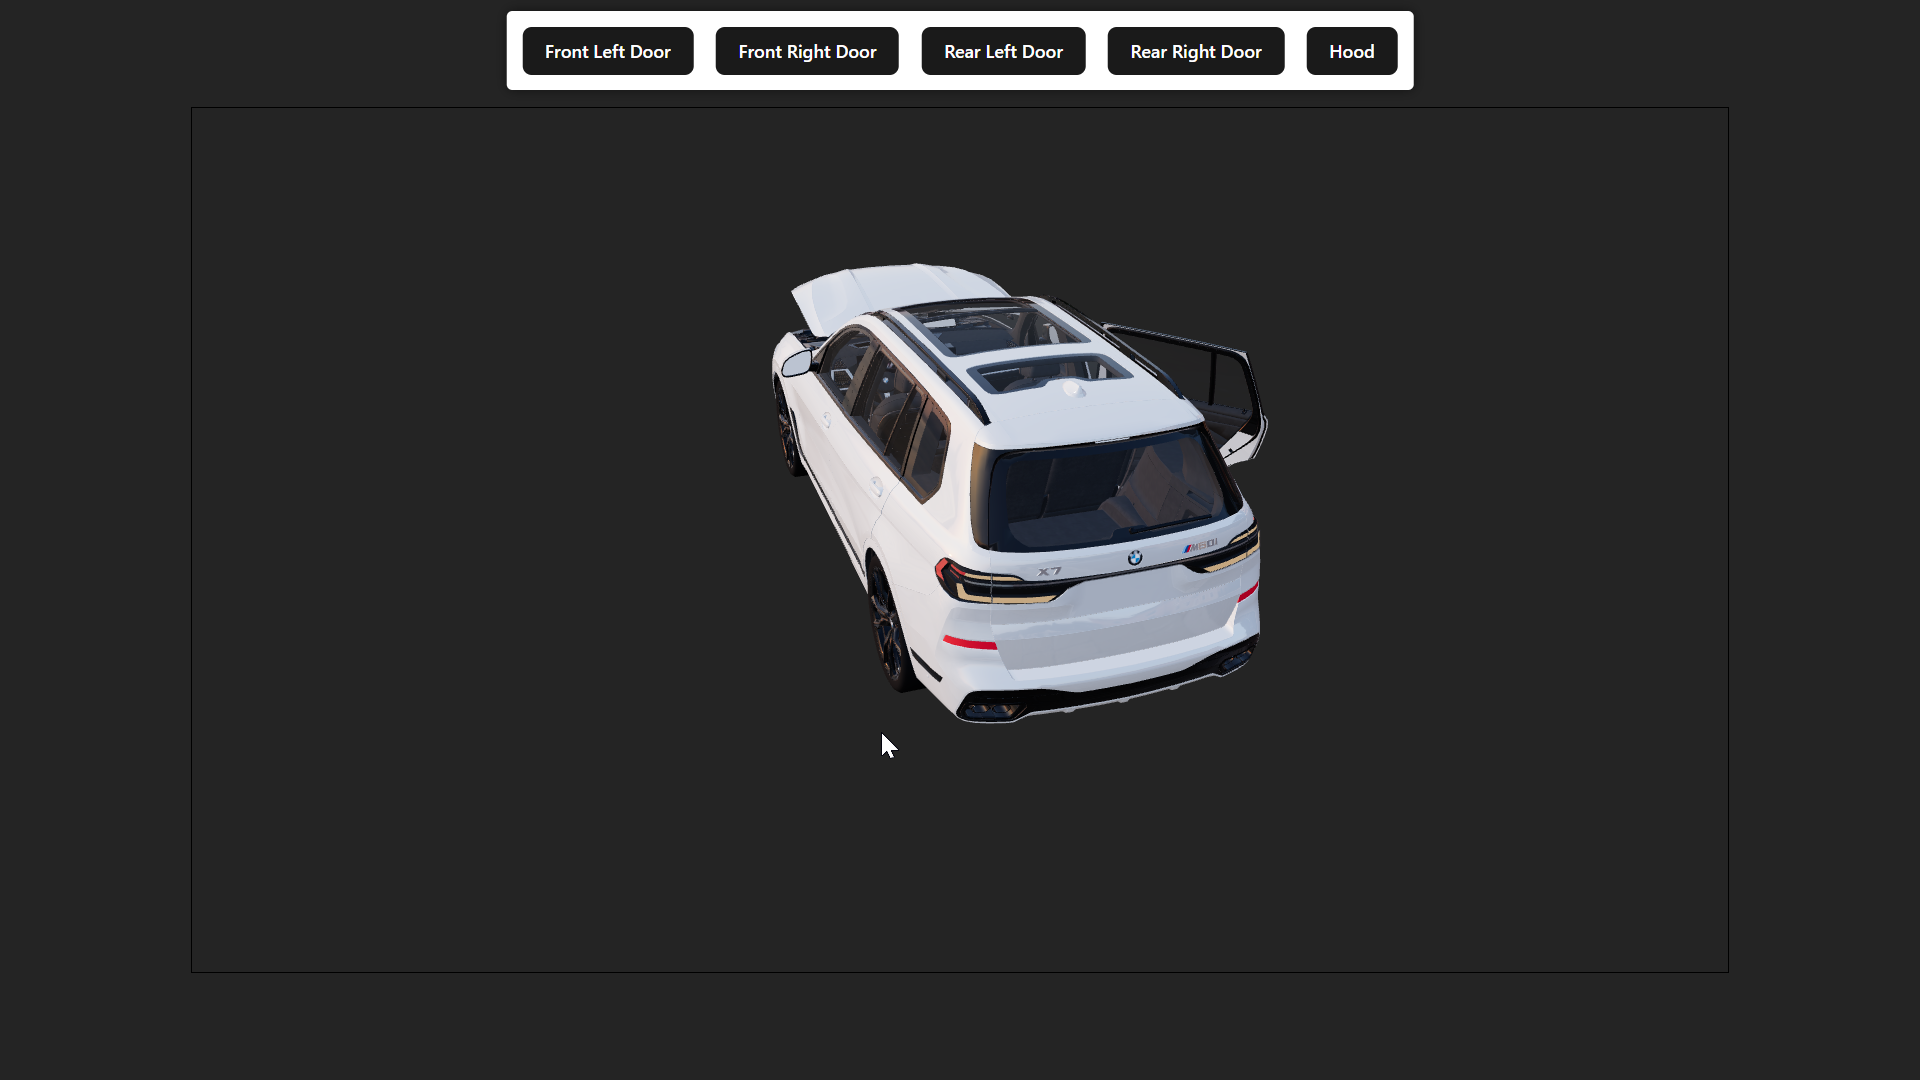 Front Left Door
Front Right Door
Rear Left Door
Rear Right Door
Hood
X7
M60i